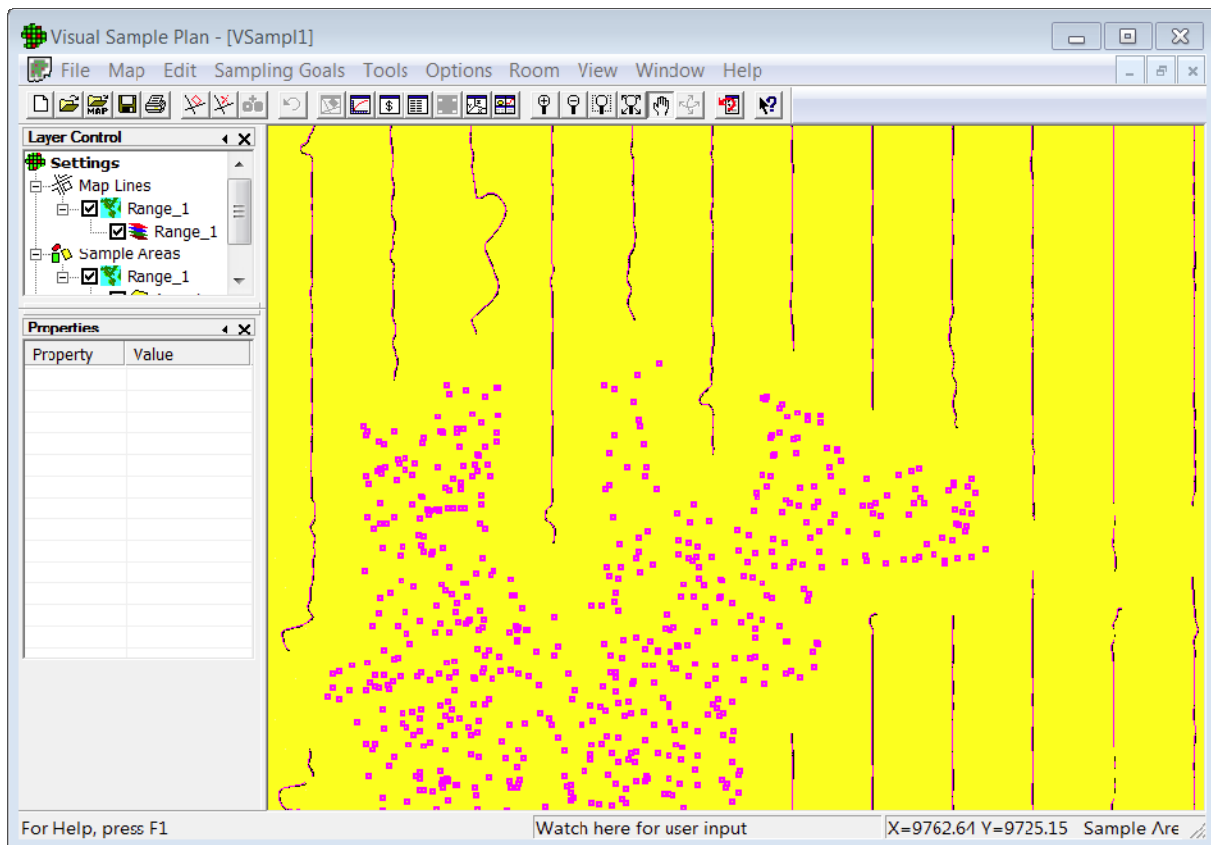 Visual Sample Plan - [VSampl1]
File Map Edit Sampling Goals Tools Options Room View Window Help
MAP
Layer Control
Settings
Map Lines
Range_1
Range_1
Sample Areas
Range_1
Properties
Property Value
For Help, press F1 Watch here for user input X=9762.64 Y=9725.15 Sample Are